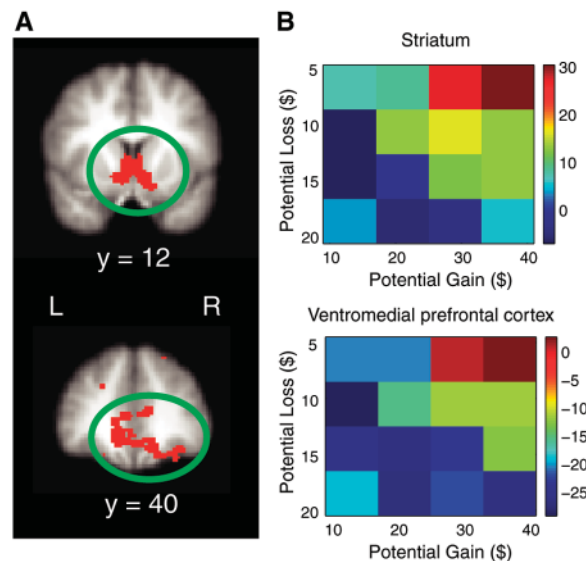 A
y = 12
L R
y = 40
B
Striatum
Potential Loss ($)
5
10
15
20
10 20 30 40
Potential Gain ($)
30
20
10
0
Ventromedial prefrontal cortex
Potential Loss ($)
5
10
15
20
10 20 30 40
Potential Gain ($)
0
-5
-10
-15
-20
-25